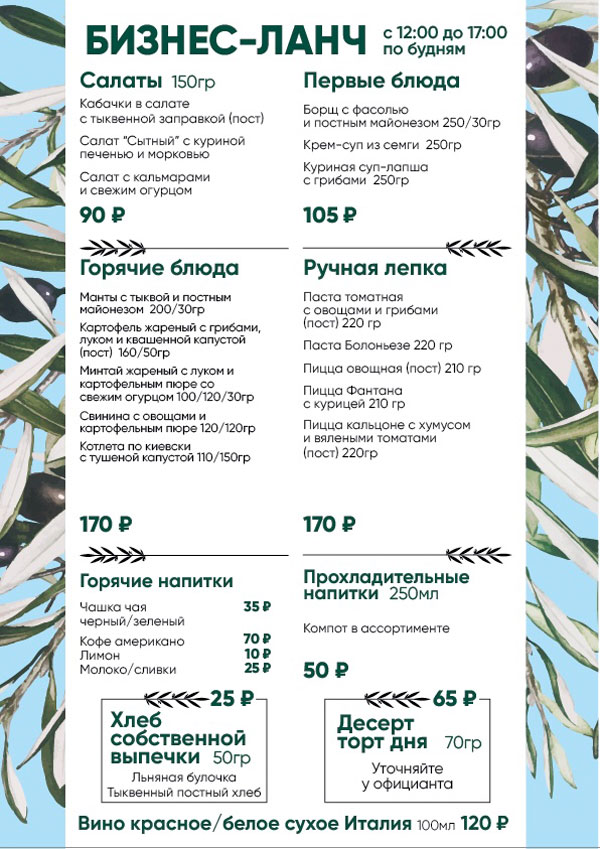 БИЗНЕС-ЛАНЧ
с 12:00 до 17:00
по будням
Салаты 150гр
Кабачки в салате
с тыквенной заправкой (пост)
Салат “Сытный” с куриной
печенью и морковью
Салат с кальмарами
и свежим огурцом
90 ₽
Первые блюда
Борщ с фасолью
и постным майонезом 250/30гр
Крем-суп из семги 250гр
Куриная суп-лапша
с грибами 250гр
105 ₽
Горячие блюда
Манты с тыквой и постным
майонезом 200/30гр
Картофель жареный с грибами,
луком и квашенной капустой
(пост) 160/50гр
Минтай жареный с луком и
картофельным пюре со
свежим огурцом 100/120/30гр
Свинина с овощами и
картофельным пюре 120/120гр
Котлета по киевски
с тушеной капустой 110/150гр
170 ₽
Ручная лепка
Паста томатная
с овощами и грибами
(пост) 220 гр
Паста Болоньезе 220 гр
Пицца овощная (пост) 210 гр
Пицца Фантана
с курицей 210 гр
Пицца кальцоне с хумусом
и вялеными томатами
(пост) 220гр
170 ₽
Горячие напитки
Чашка чая 35 ₽
черный/зеленый
Кофе американо 70 ₽
Лимон 10 ₽
Молоко/сливки 25 ₽
Прохладительные
напитки 250мл
Компот в ассортименте
50 ₽
25 ₽
Хлеб
собственной
выпечки 50гр
Льняная булочка
Тыквенный постный хлеб
65 ₽
Десерт
торт дня 70гр
Уточняйте
у официанта
Вино красное/белое сухое Италия 100мл 120 ₽